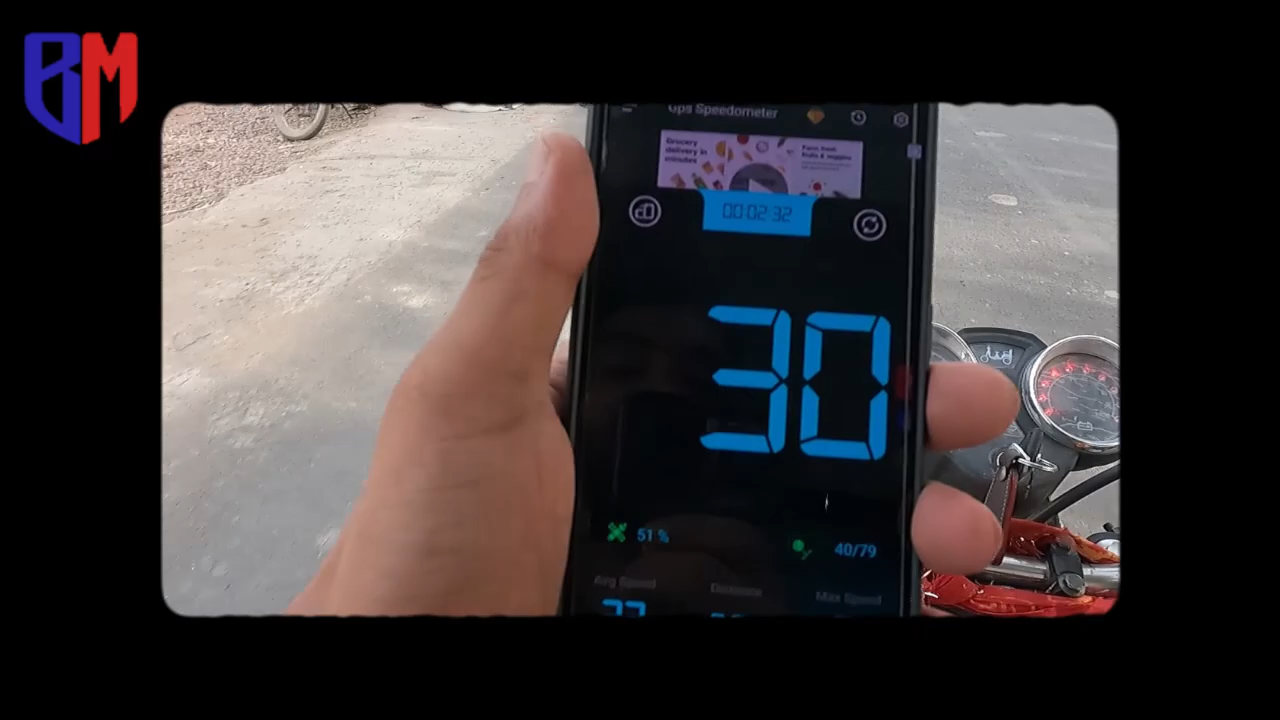 BM
Gps Speedometer
Grocery
delivery in
minutes
Farm fresh
fruits & veggies
00:02:32
30
51 %
40/79
Avg Speed
Distance
Max Speed